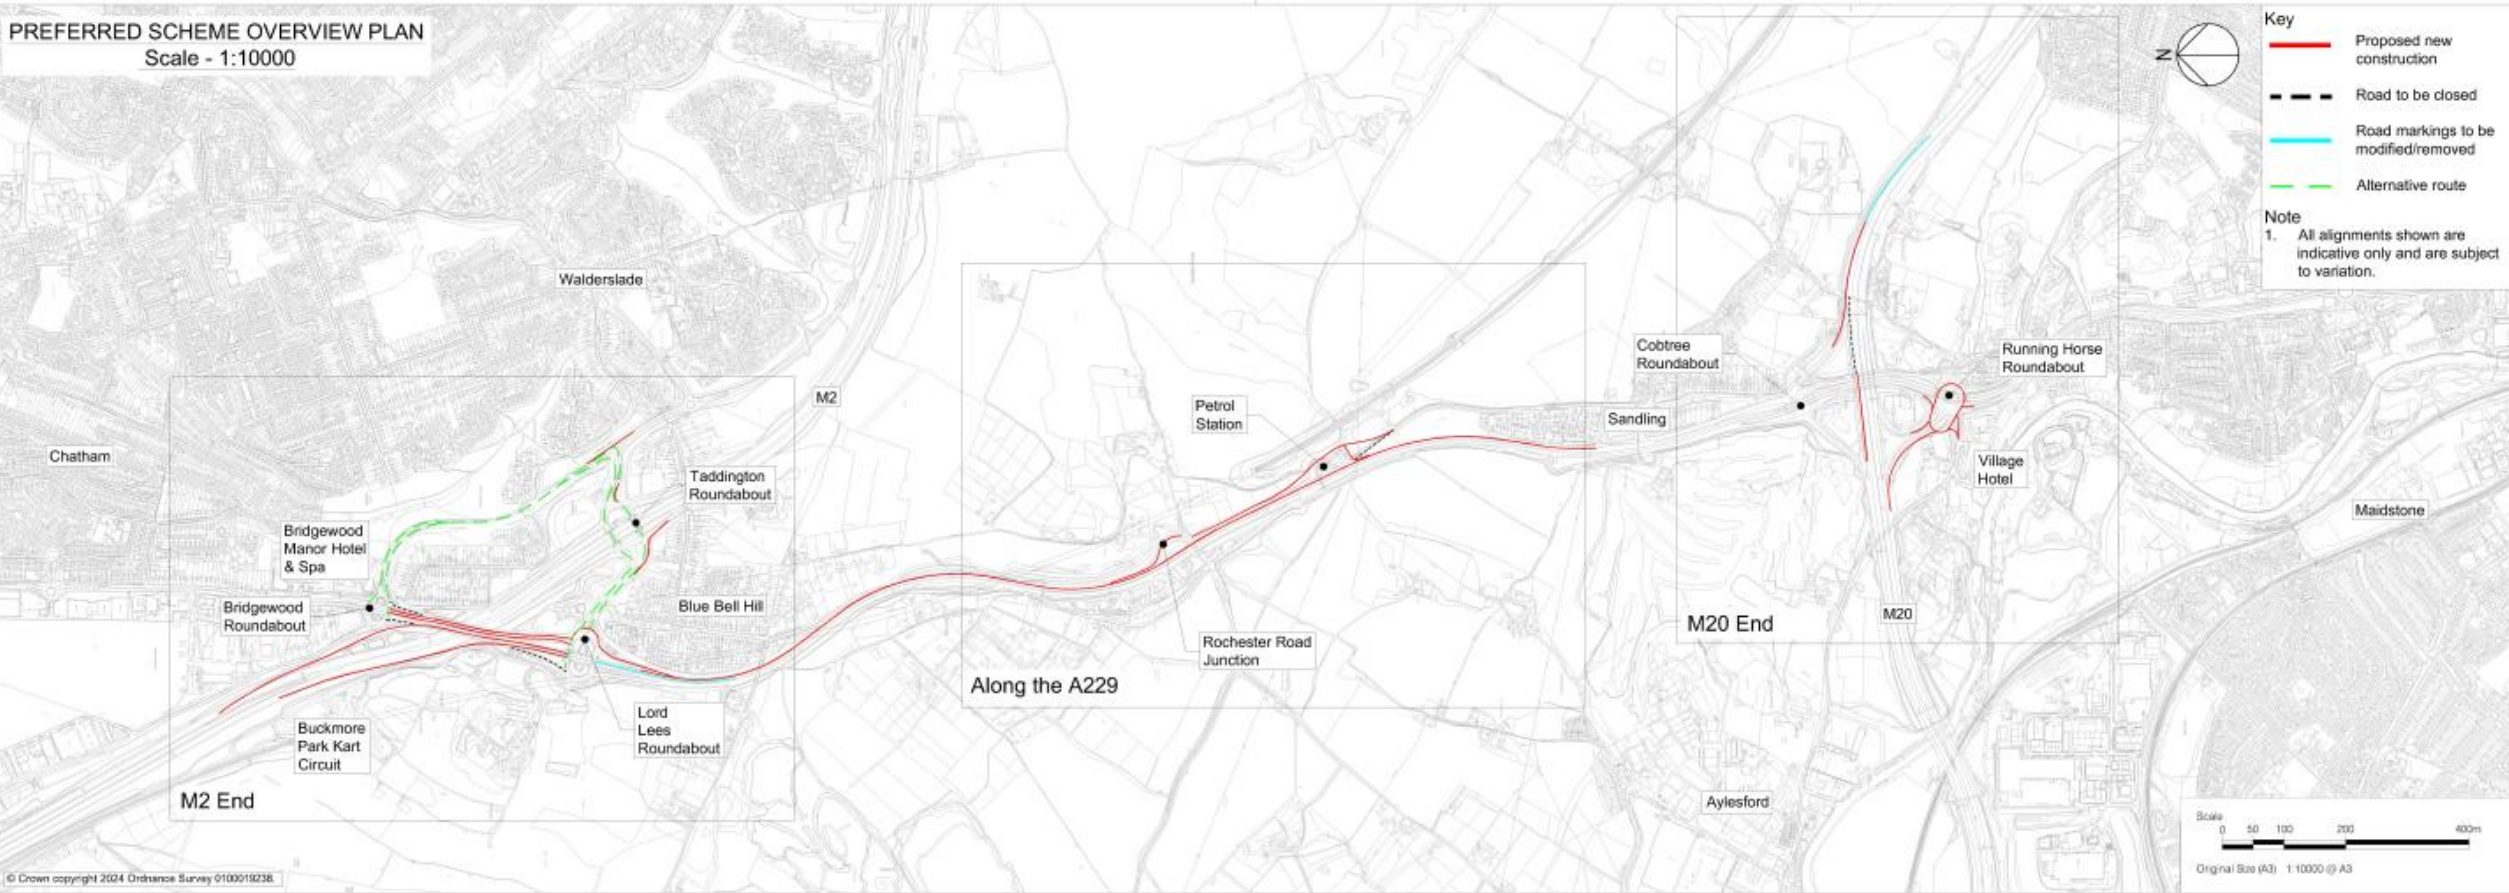 PREFERRED SCHEME OVERVIEW PLAN
Scale - 1:10000
N
Key
Proposed new
construction
Road to be closed
Road markings to be
modified/removed
Alternative route
Note
1. All alignments shown are
indicative only and are subject
to variation.
Walderslade
M2
Chatham
Taddington
Roundabout
Bridgewood
Manor Hotel
& Spa
Bridgewood
Roundabout
Blue Bell Hill
Buckmore
Park Kart
Circuit
Lord
Lees
Roundabout
M2 End
Petrol
Station
Rochester Road
Junction
Along the A229
Sandling
Cobtree
Roundabout
Running Horse
Roundabout
Village
Hotel
M20
M20 End
Maidstone
Aylesford
Scale
0 50 100 200 400m
Original Size (A3) 1:10000 @ A3
© Crown copyright 2024 Ordnance Survey 0100019238.